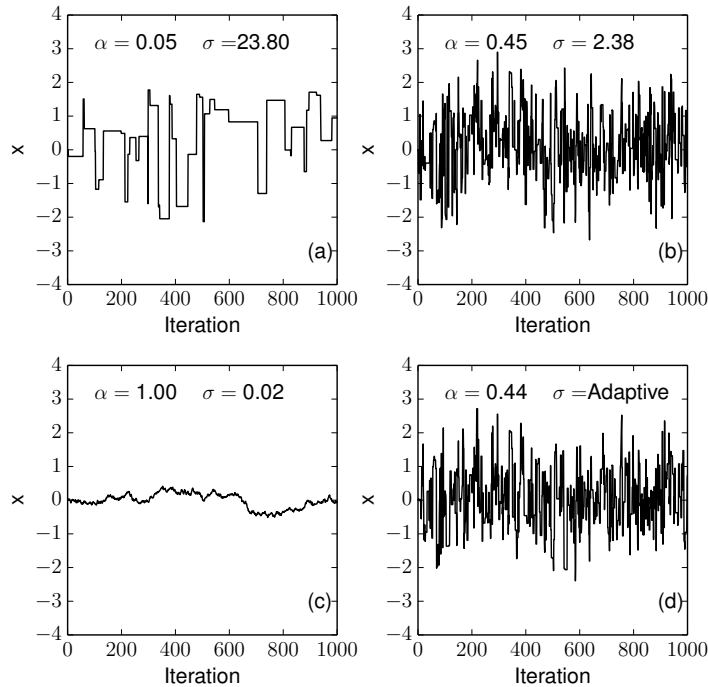 4
3
2
1
0
−1
−2
−3
−4
x
α = 0.05 σ =23.80
(a)
0 200 400 600 800 1000
Iteration
4
3
2
1
0
−1
−2
−3
−4
x
α = 0.45 σ = 2.38
(b)
0 200 400 600 800 1000
Iteration
4
3
2
1
0
−1
−2
−3
−4
x
α = 1.00 σ = 0.02
(c)
0 200 400 600 800 1000
Iteration
4
3
2
1
0
−1
−2
−3
−4
x
α = 0.44 σ =Adaptive
(d)
0 200 400 600 800 1000
Iteration